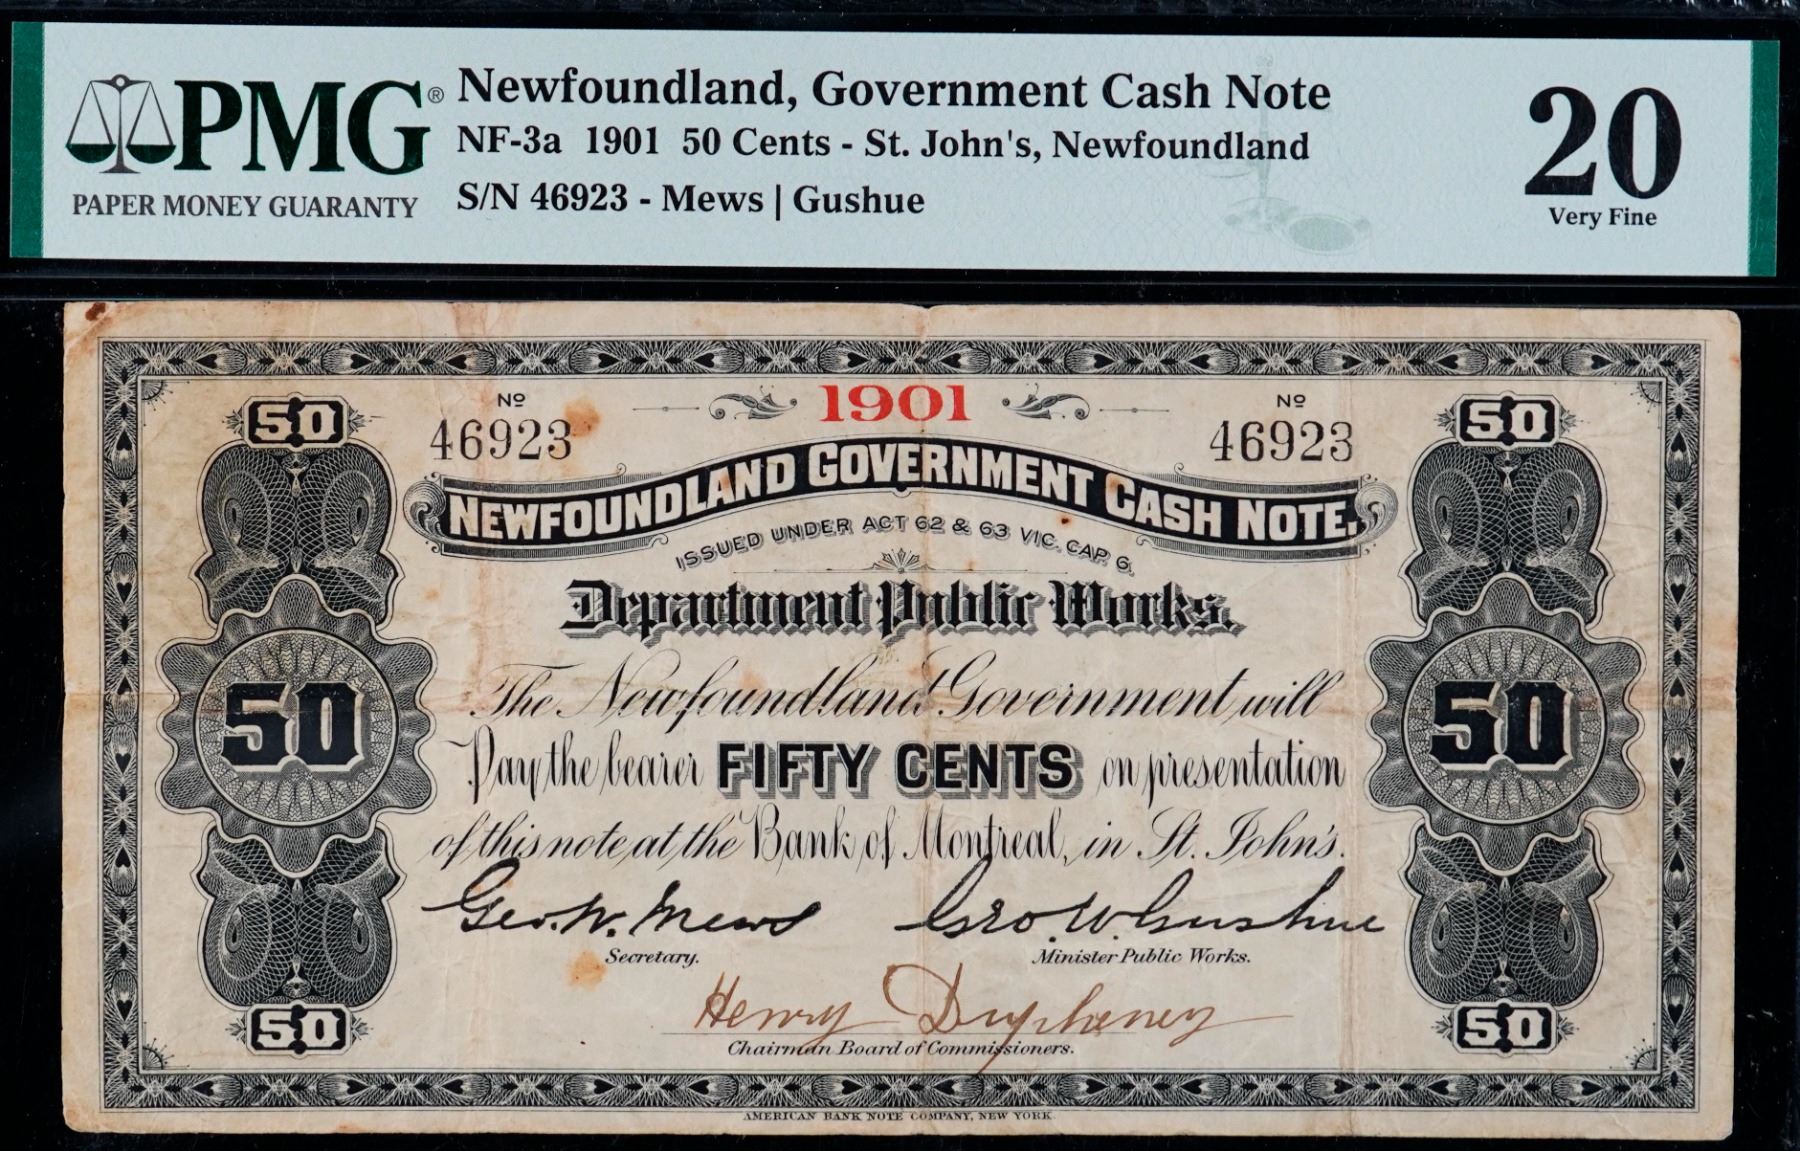 PMG®
PAPER MONEY GUARANTY
Newfoundland, Government Cash Note
NF-3a 1901 50 Cents - St. John's, Newfoundland
S/N 46923 - Mews | Gushue
20
Very Fine
50 Nº 1901 Nº 50
46923 46923
NEWFOUNDLAND GOVERNMENT CASH NOTE.
ISSUED UNDER ACT 62 & 63 VIC. CAP. 6.
Department Public Works.
The Newfoundland Government will
50 Pay the bearer FIFTY CENTS on presentation 50
of this note at the Bank of Montreal, in St. John's.
Geo. W. Mews Geo. W. Gushue
Secretary. Minister Public Works.
Henry Dupheney
50 Chairman Board of Commissioners. 50
AMERICAN BANK NOTE COMPANY, NEW YORK.